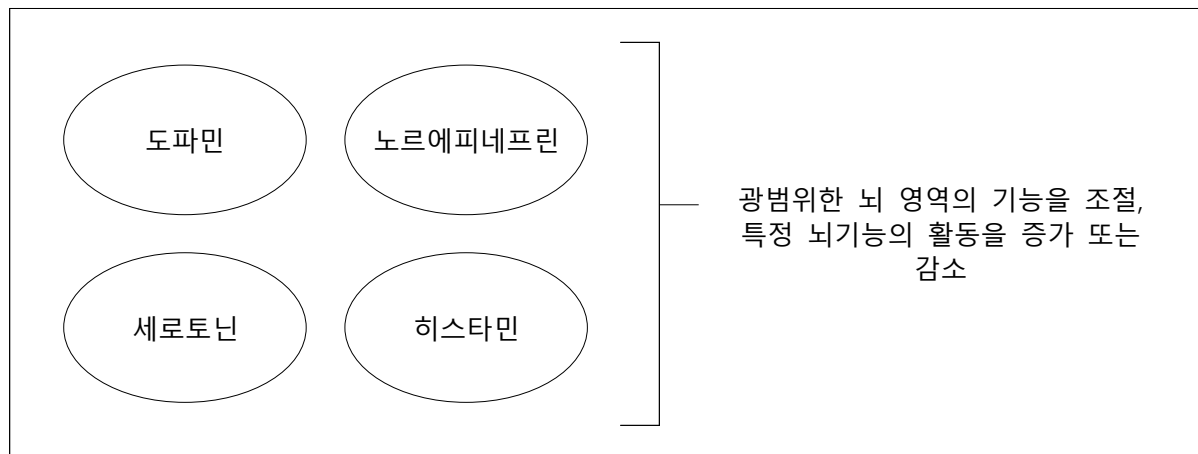 도파민
노르에피네프린
세로토닌
히스타민
광범위한 뇌 영역의 기능을 조절,
특정 뇌기능의 활동을 증가 또는
감소